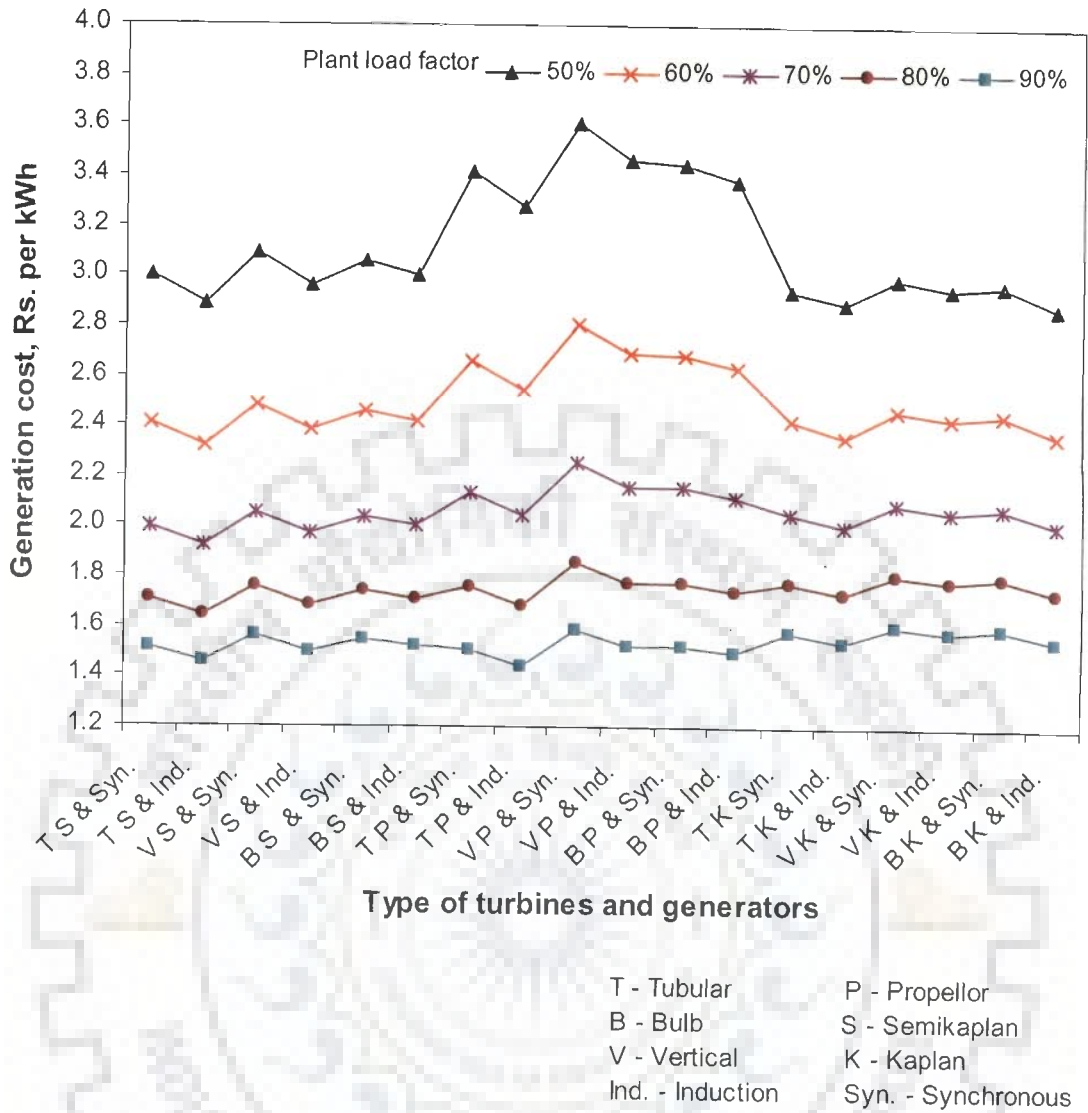 4.0
3.8
3.6
3.4
3.2
3.0
2.8
2.6
2.4
2.2
2.0
1.8
1.6
1.4
1.2
Generation cost, Rs. per kWh
Plant load factor 50% 60% 70% 80% 90%
T S & Syn.
T S & Ind.
V S & Syn.
V S & Ind.
B S & Syn.
B S & Ind.
T P & Syn.
T P & Ind.
V P & Syn.
V P & Ind.
B P & Syn.
B P & Ind.
T K Syn.
T K & Ind.
V K & Syn.
V K & Ind.
B K & Syn.
B K & Ind.
Type of turbines and generators
T - Tubular P - Propellor
B - Bulb S - Semikaplan
V - Vertical K - Kaplan
Ind. - Induction Syn. - Synchronous